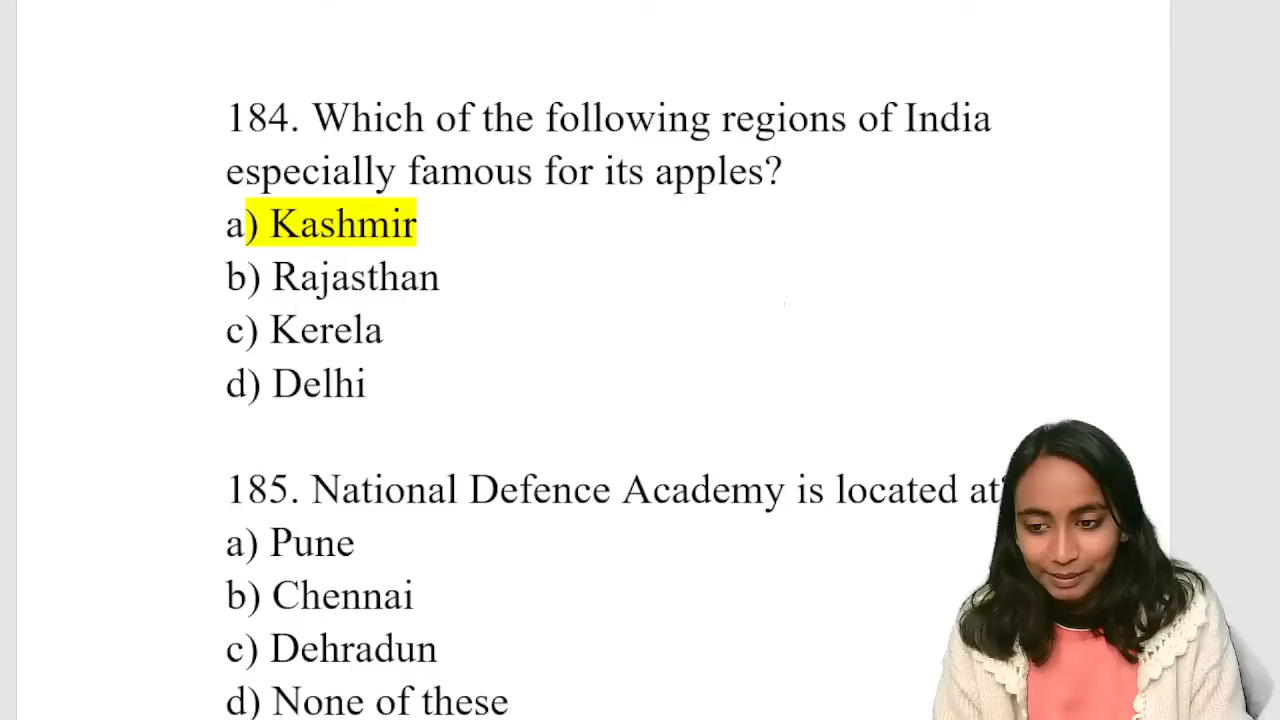 184. Which of the following regions of India
especially famous for its apples?
a) Kashmir
b) Rajasthan
c) Kerela
d) Delhi
185. National Defence Academy is located at
a) Pune
b) Chennai
c) Dehradun
d) None of these